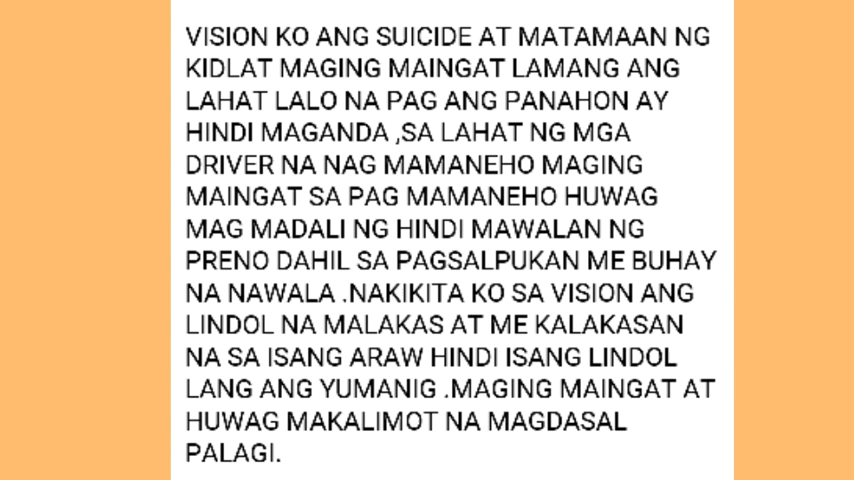 VISION KO ANG SUICIDE AT MATAMAAN NG
KIDLAT MAGING MAINGAT LAMANG ANG
LAHAT LALO NA PAG ANG PANAHON AY
HINDI MAGANDA ,SA LAHAT NG MGA
DRIVER NA NAG MAMANEHO MAGING
MAINGAT SA PAG MAMANEHO HUWAG
MAG MADALI NG HINDI MAWALAN NG
PRENO DAHIL SA PAGSALPUKAN ME BUHAY
NA NAWALA .NAKIKITA KO SA VISION ANG
LINDOL NA MALAKAS AT ME KALAKASAN
NA SA ISANG ARAW HINDI ISANG LINDOL
LANG ANG YUMANIG .MAGING MAINGAT AT
HUWAG MAKALIMOT NA MAGDASAL
PALAGI.